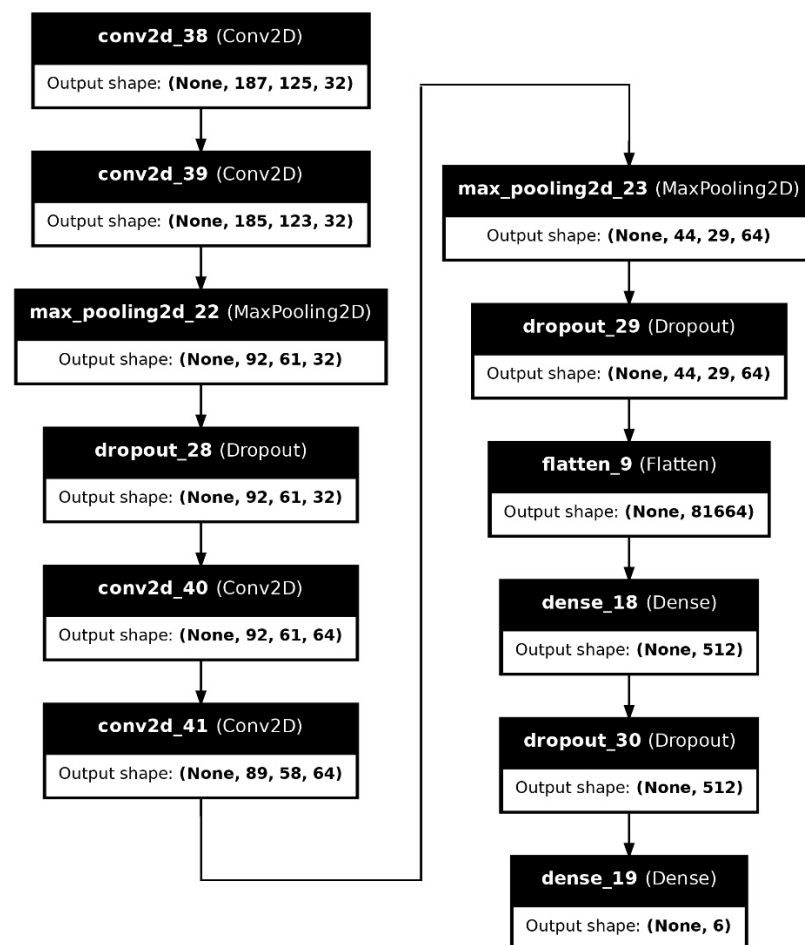 conv2d_38 (Conv2D)
Output shape: (None, 187, 125, 32)
conv2d_39 (Conv2D)
Output shape: (None, 185, 123, 32)
max_pooling2d_22 (MaxPooling2D)
Output shape: (None, 92, 61, 32)
dropout_28 (Dropout)
Output shape: (None, 92, 61, 32)
conv2d_40 (Conv2D)
Output shape: (None, 92, 61, 64)
conv2d_41 (Conv2D)
Output shape: (None, 89, 58, 64)
max_pooling2d_23 (MaxPooling2D)
Output shape: (None, 44, 29, 64)
dropout_29 (Dropout)
Output shape: (None, 44, 29, 64)
flatten_9 (Flatten)
Output shape: (None, 81664)
dense_18 (Dense)
Output shape: (None, 512)
dropout_30 (Dropout)
Output shape: (None, 512)
dense_19 (Dense)
Output shape: (None, 6)